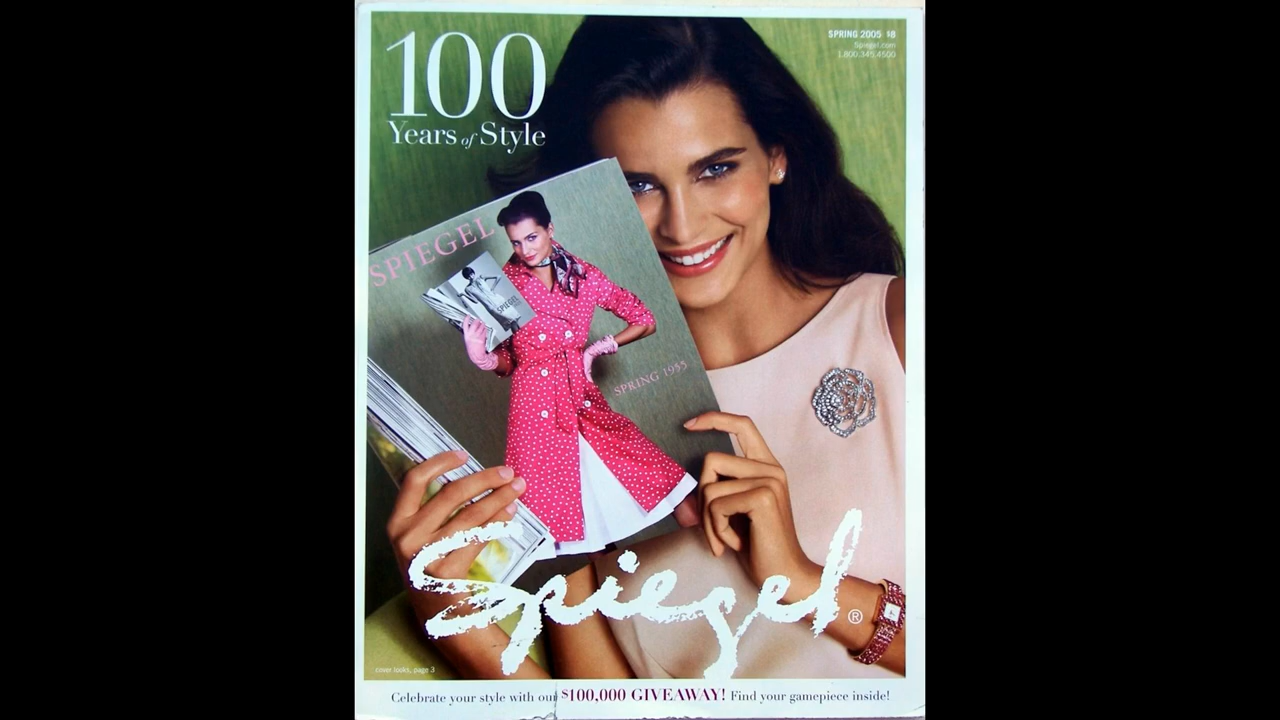 100
Years of Style
SPRING 2005 $8
Spiegel.com
1.800.345.4500
SPIEGEL
SPIEGEL
SPRING 1955
Spiegel®
cover looks, page 3
Celebrate your style with our $100,000 GIVEAWAY! Find your gamepiece inside!